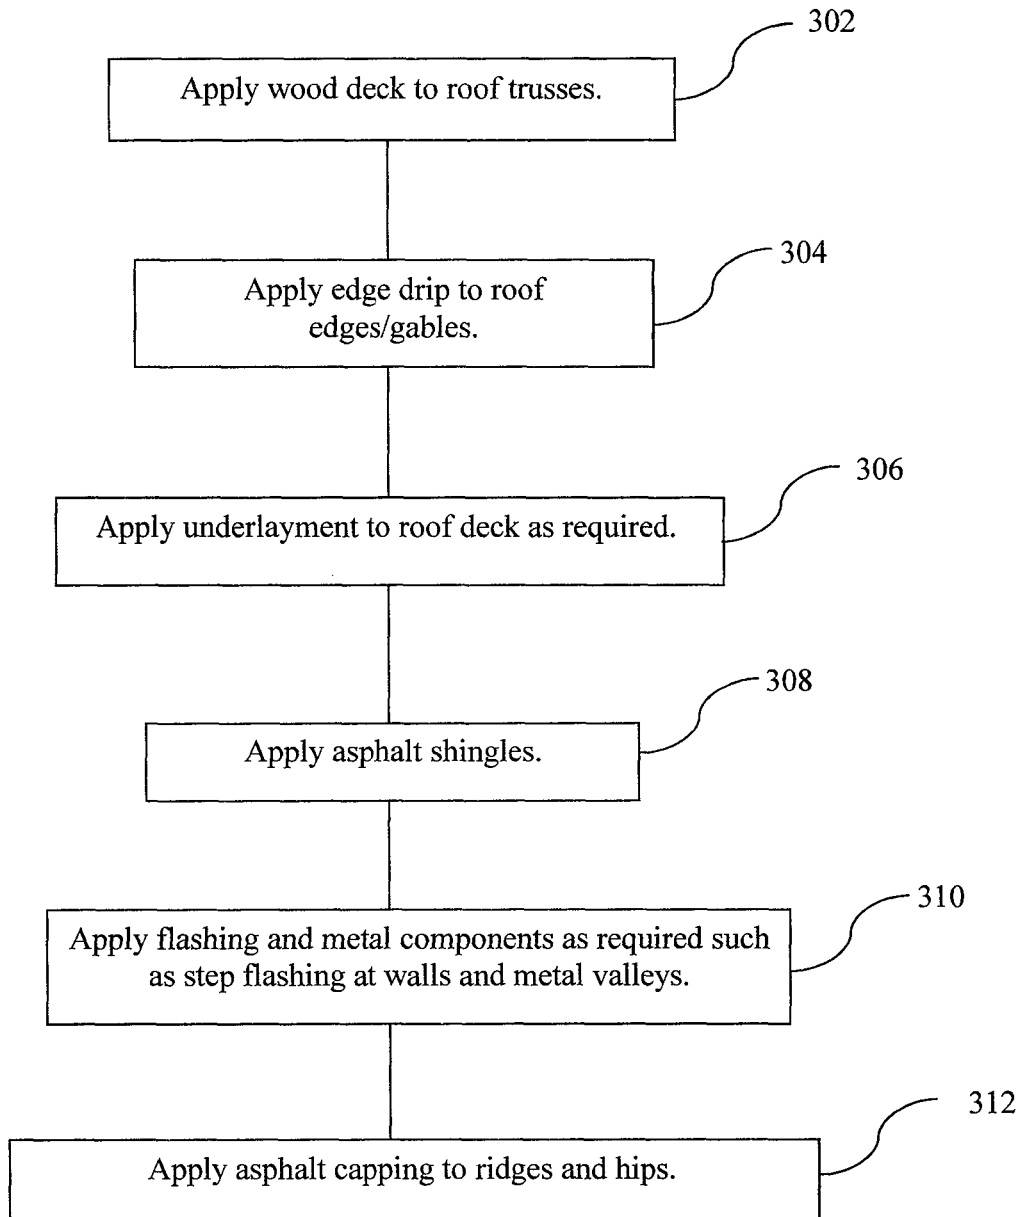 302
Apply wood deck to roof trusses.
304
Apply edge drip to roof
edges/gables.
306
Apply underlayment to roof deck as required.
308
Apply asphalt shingles.
310
Apply flashing and metal components as required such
as step flashing at walls and metal valleys.
312
Apply asphalt capping to ridges and hips.